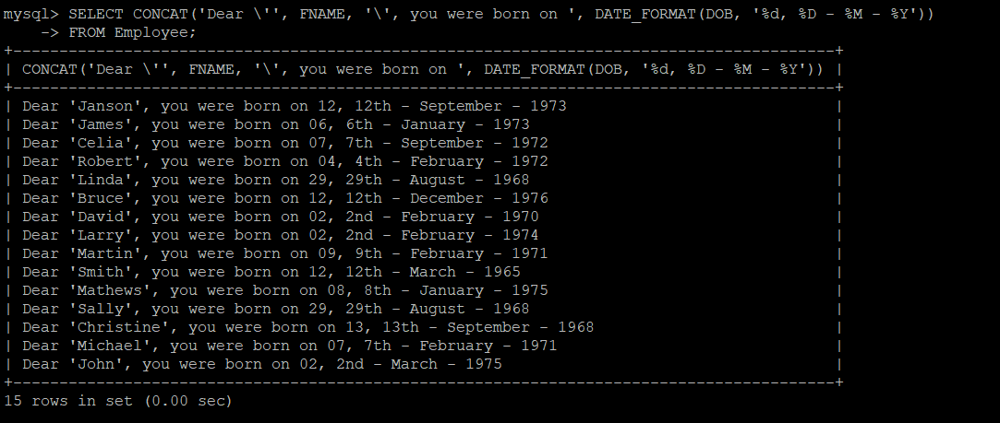 mysql> SELECT CONCAT('Dear \'', FNAME, '\', you were born on ', DATE_FORMAT(DOB, '%d, %D - %M - %Y'))
    -> FROM Employee;
+----------------------------------------------------------------------------------------+
| CONCAT('Dear \'', FNAME, '\', you were born on ', DATE_FORMAT(DOB, '%d, %D - %M - %Y')) |
+----------------------------------------------------------------------------------------+
| Dear 'Janson', you were born on 12, 12th - September - 1973                             |
| Dear 'James', you were born on 06, 6th - January - 1973                                 |
| Dear 'Celia', you were born on 07, 7th - September - 1972                               |
| Dear 'Robert', you were born on 04, 4th - February - 1972                               |
| Dear 'Linda', you were born on 29, 29th - August - 1968                                 |
| Dear 'Bruce', you were born on 12, 12th - December - 1976                               |
| Dear 'David', you were born on 02, 2nd - February - 1970                                |
| Dear 'Larry', you were born on 02, 2nd - February - 1974                                |
| Dear 'Martin', you were born on 09, 9th - February - 1971                               |
| Dear 'Smith', you were born on 12, 12th - March - 1965                                  |
| Dear 'Mathews', you were born on 08, 8th - January - 1975                               |
| Dear 'Sally', you were born on 29, 29th - August - 1968                                 |
| Dear 'Christine', you were born on 13, 13th - September - 1968                          |
| Dear 'Michael', you were born on 07, 7th - February - 1971                              |
| Dear 'John', you were born on 02, 2nd - March - 1975                                    |
+----------------------------------------------------------------------------------------+
15 rows in set (0.00 sec)